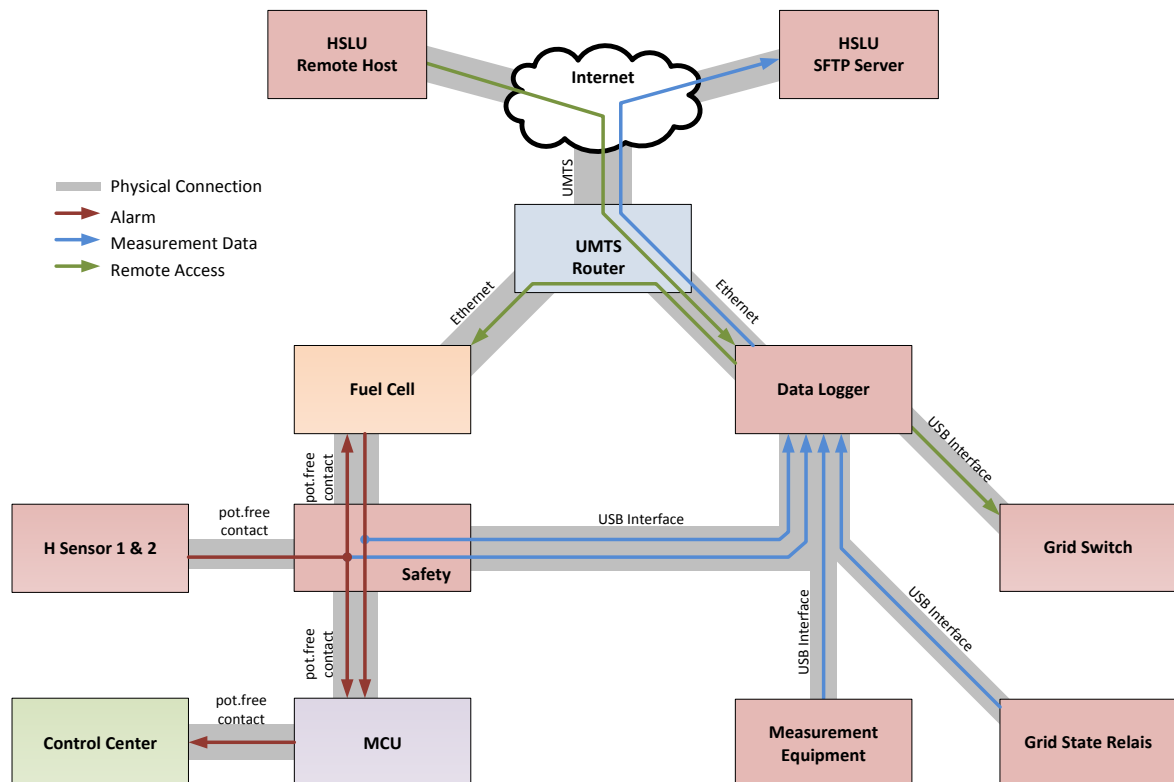 HSLU
Remote Host
Internet
HSLU
SFTP Server
UMTS
Physical Connection
Alarm
Measurement Data
Remote Access
UMTS
Router
Ethernet
Ethernet
Fuel Cell
Data Logger
USB Interface
pot.free
contact
pot.free
contact
H Sensor 1 & 2
USB Interface
Grid Switch
Safety
pot.free
contact
USB Interface
USB Interface
pot.free
contact
Control Center
MCU
Measurement
Equipment
Grid State Relais